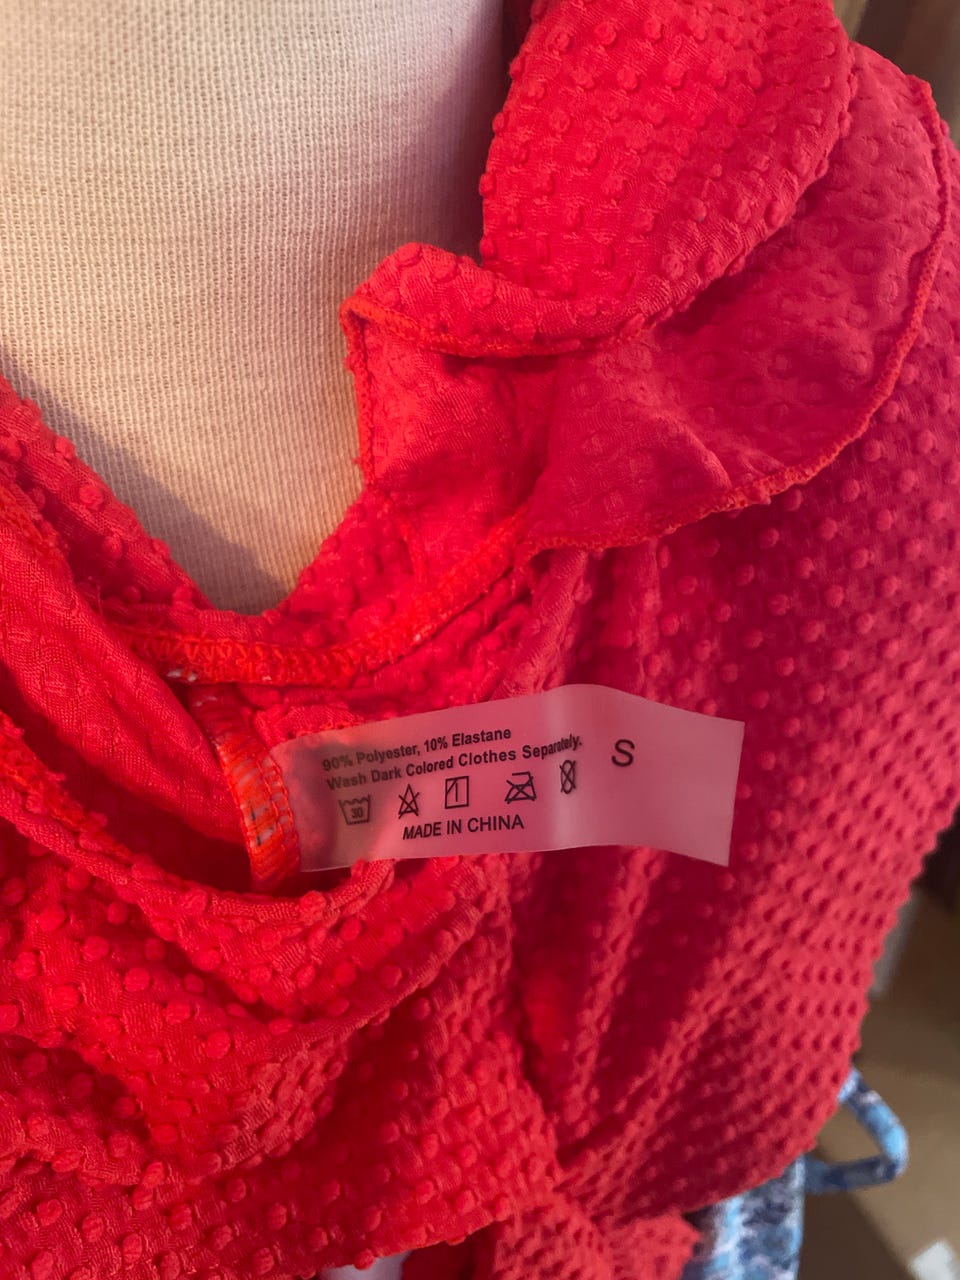 90% Polyester, 10% Elastane
Wash Dark Colored Clothes Separately.
S
30
MADE IN CHINA